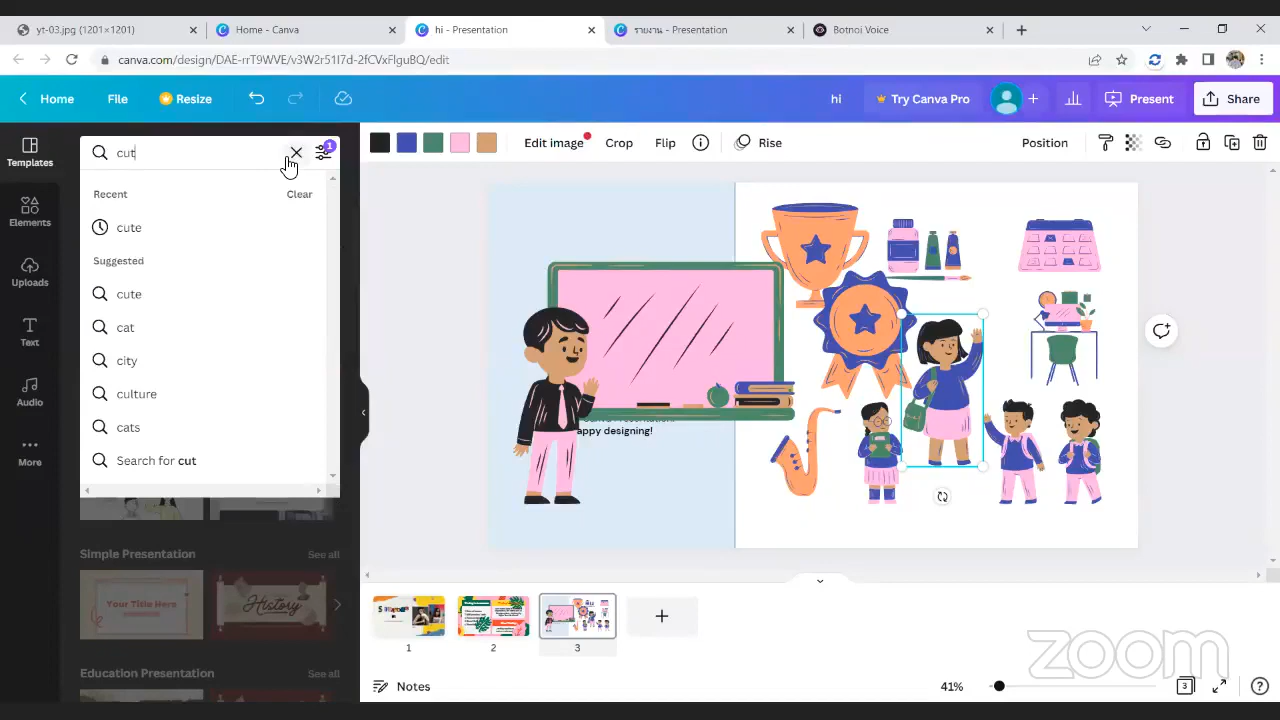 yt-03.jpg (1201×1201)
Home - Canva
hi - Presentation
รายงาน - Presentation
Botnoi Voice
canva.com/design/DAE-rrT9WVE/v3W2r51I7d-2fCVxFlguBQ/edit
Home
File
Resize
hi
Try Canva Pro
Present
Share
Templates
cut
1
Edit image
Crop
Flip
Rise
Position
Recent
Clear
cute
Elements
Suggested
cute
Uploads
cat
Text
city
culture
Audio
cats
appy designing!
More
Search for cut
Simple Presentation
See all
Your Title Here
History
1
2
3
Education Presentation
See all
Notes
41%
3
zoom